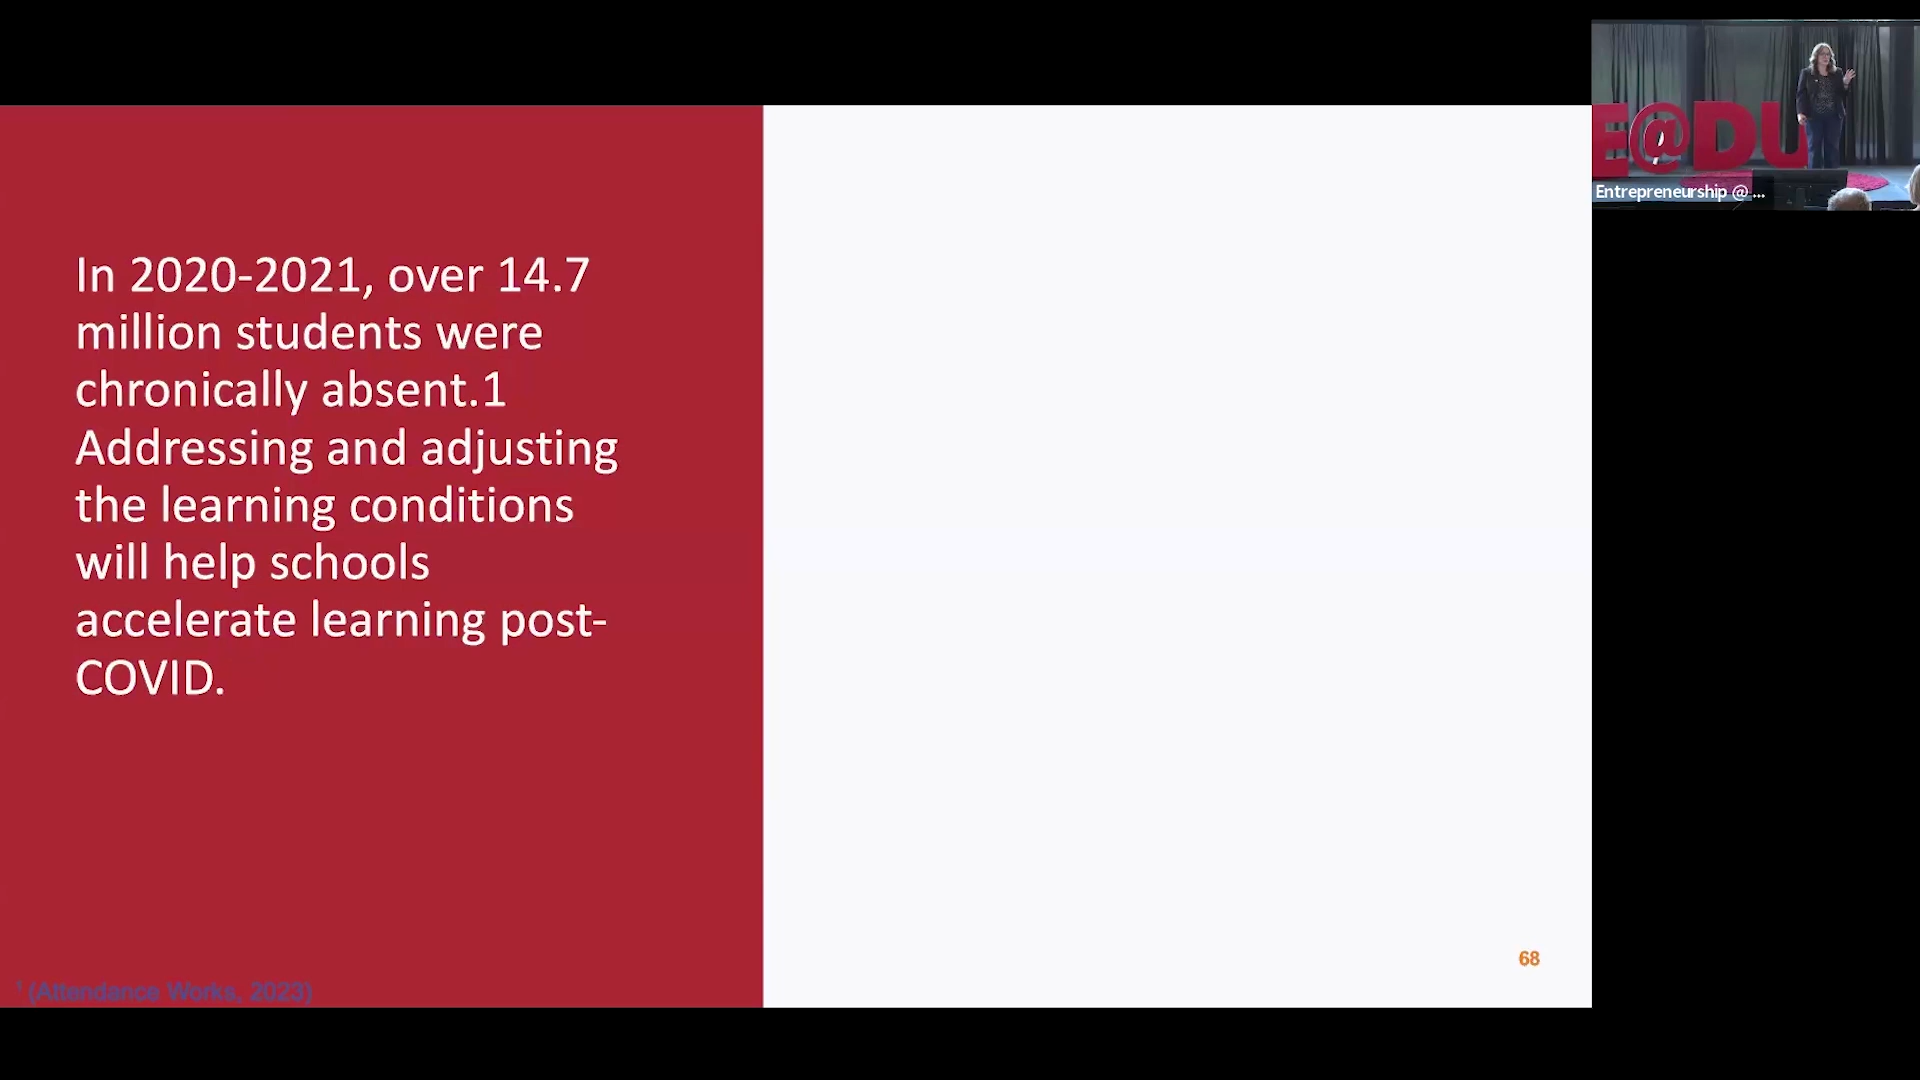 In 2020-2021, over 14.7
million students were
chronically absent.1
Addressing and adjusting
the learning conditions
will help schools
accelerate learning post-
COVID.
¹ (Attendance Works, 2023)
68
E@DU
Entrepreneurship @ ...